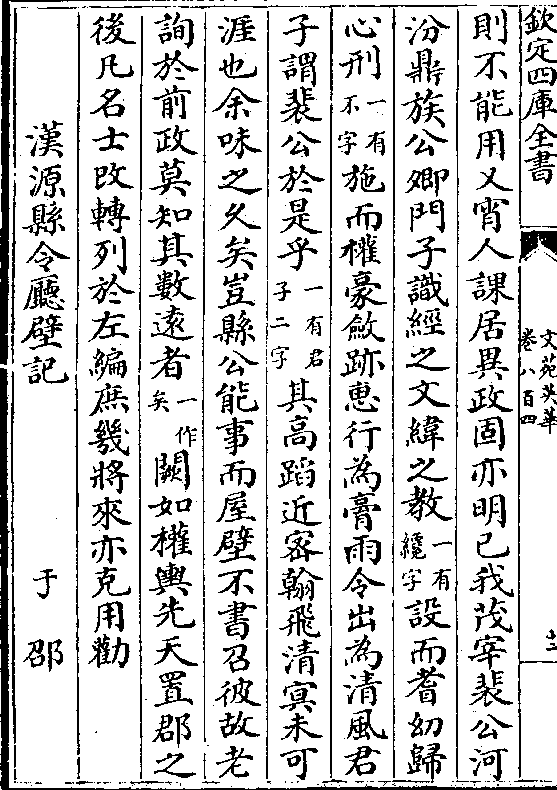 欽定四庫全書
文苑英華
卷八百四
則不能用乂宵人課居異政固亦明已我茂宰裴公河
汾鼎族公卿門子識經之文緯之教一有纔字設而耆幼歸
心刑一有不字施而權豪斂跡惠行為膏雨令出為清風君
子謂裴公於是乎一有君子二字其高蹈近密翰飛清冥未可
涯也余味之久矣豈縣公能事而屋壁不書召彼故老
詢於前政莫知其數遠者一作矣闕如權輿先天置郡之
後凡名士改轉列於左編庶幾將來亦克用勸
漢源縣令廳壁記 于邵